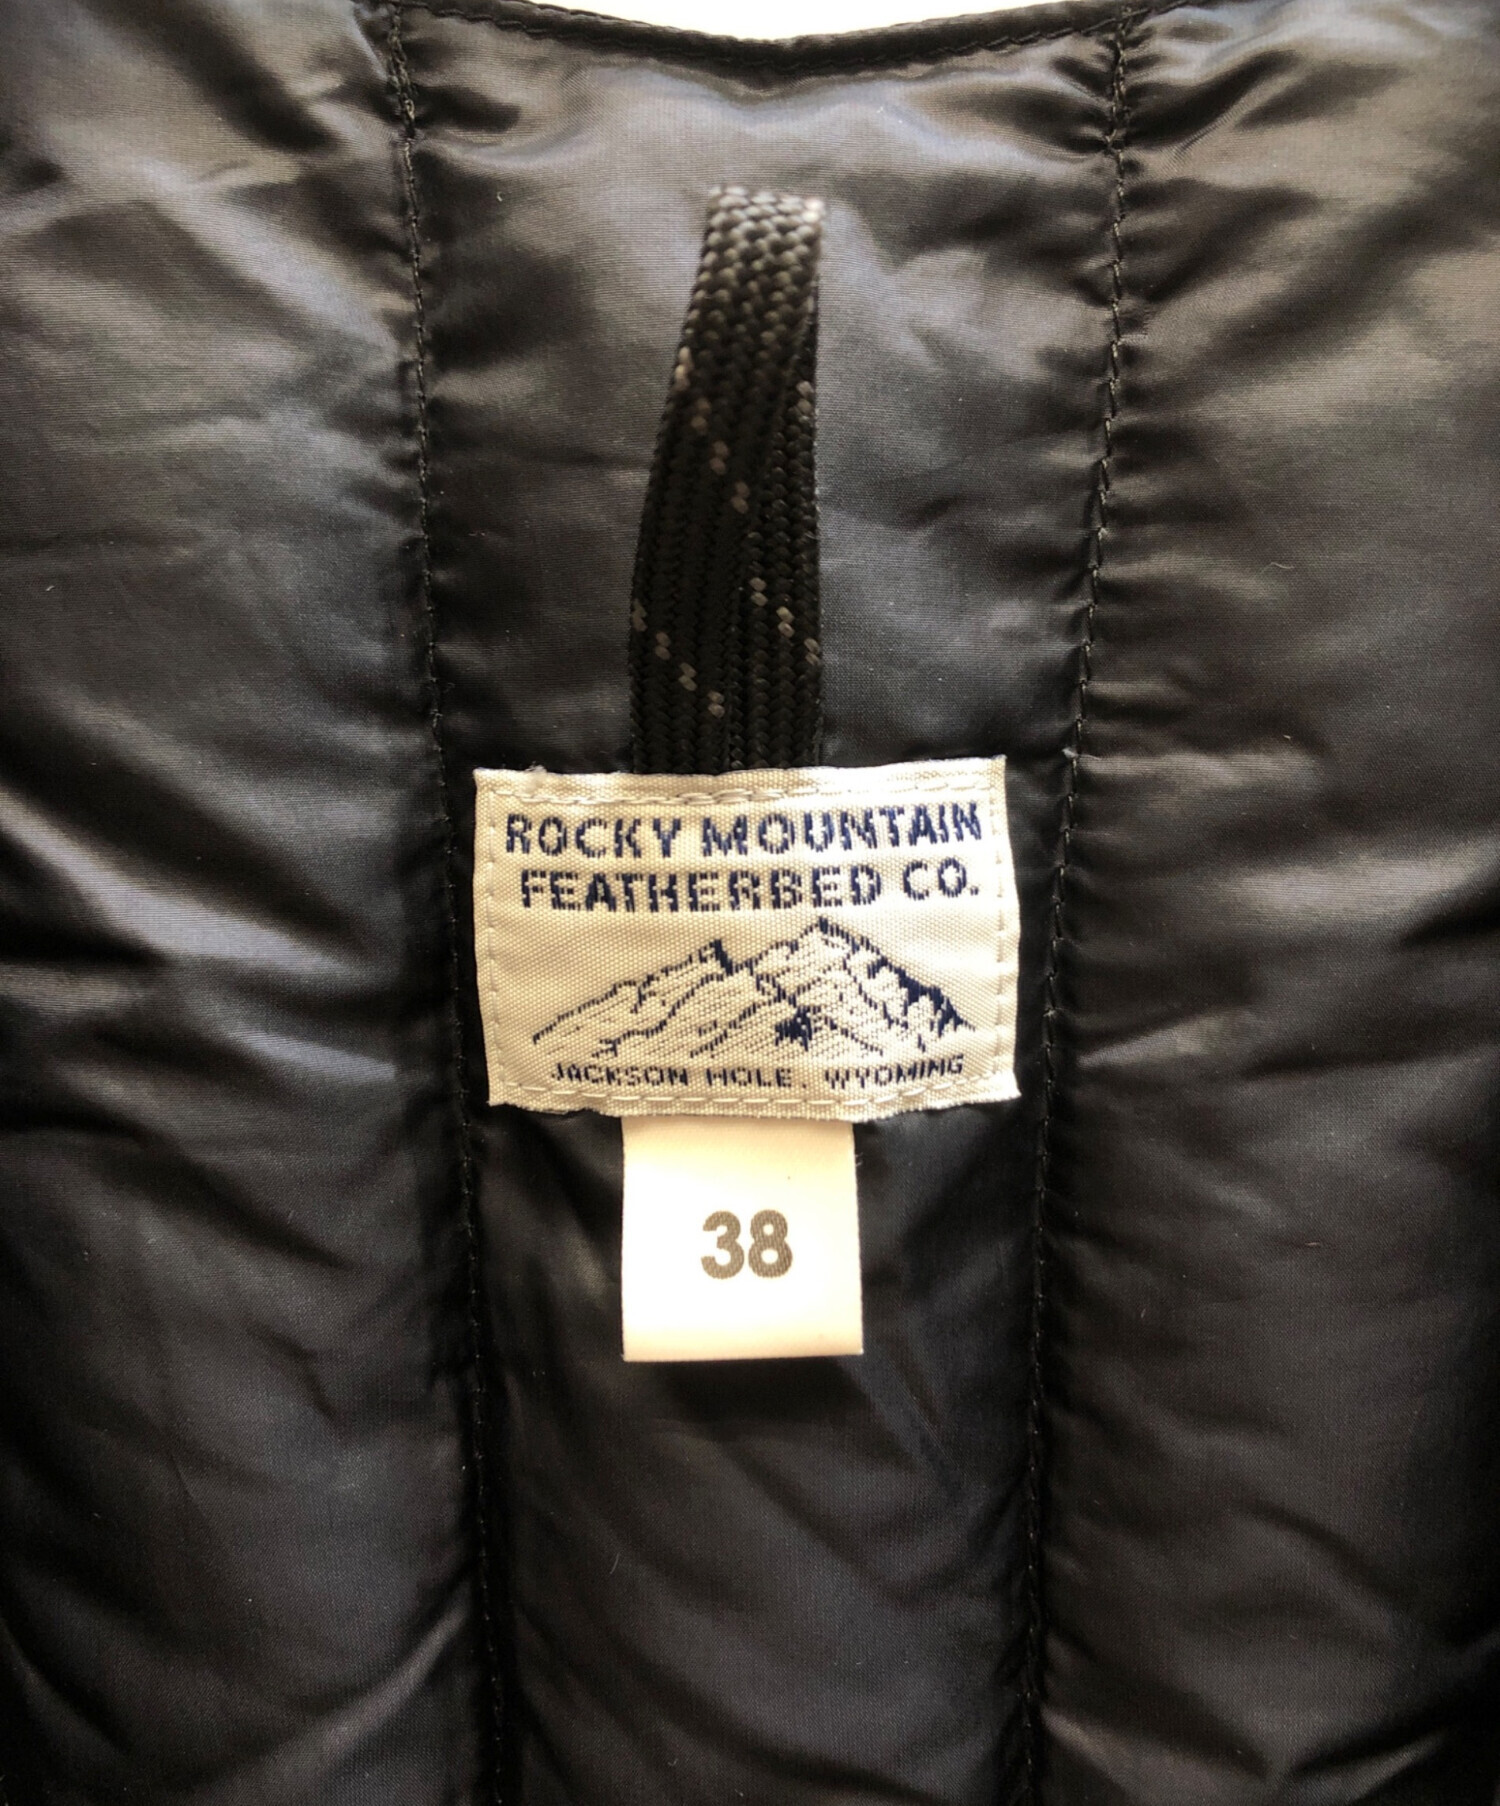 ROCKY MOUNTAIN
FEATHERBED CO.
JACKSON HOLE. WYOMING
38